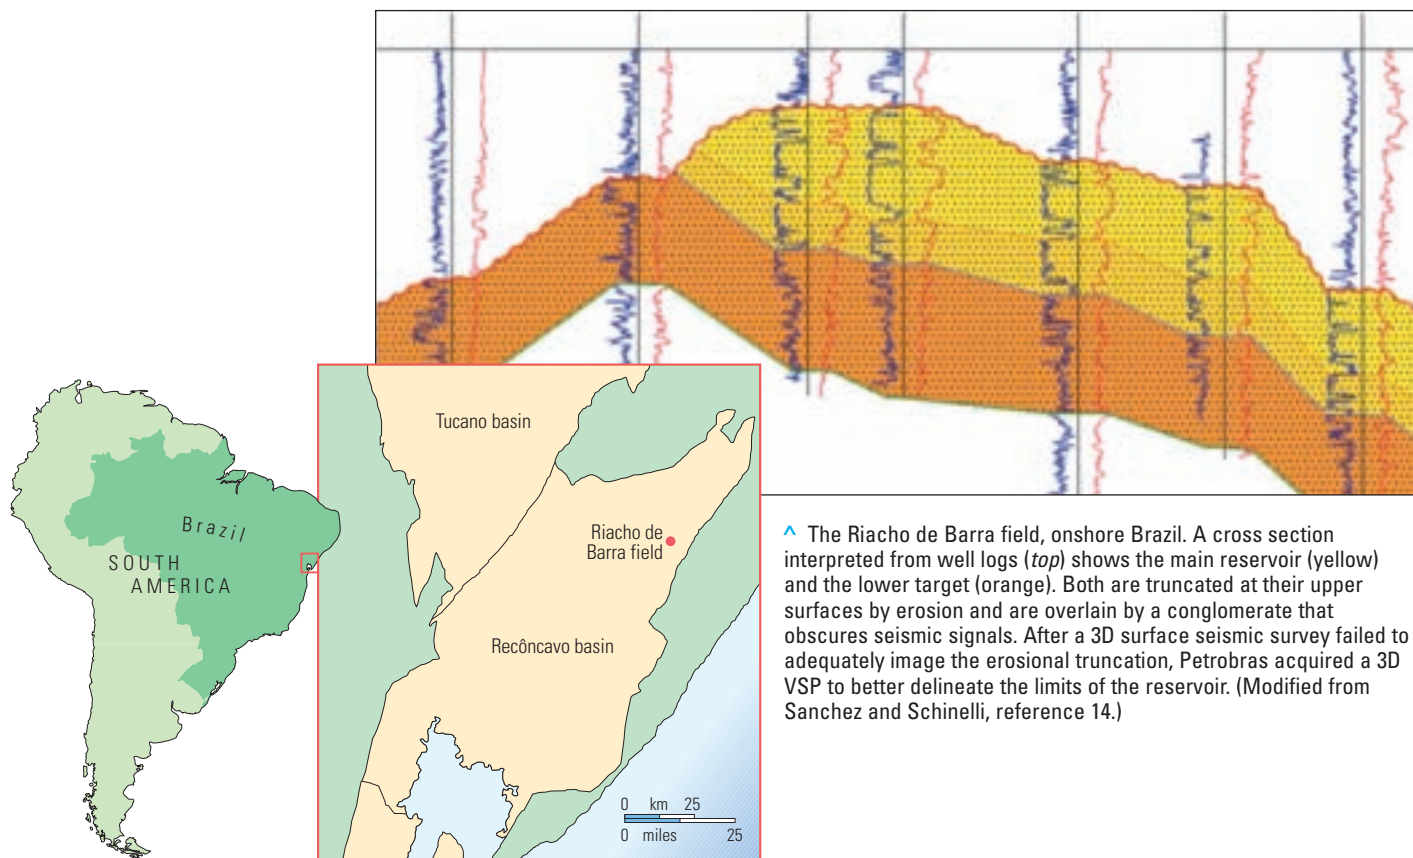 Tucano basin
Riacho de
Barra field
Recôncavo basin
0 km 25
0 miles 25
Brazil
SOUTH
AMERICA
^ The Riacho de Barra field, onshore Brazil. A cross section
interpreted from well logs (top) shows the main reservoir (yellow)
and the lower target (orange). Both are truncated at their upper
surfaces by erosion and are overlain by a conglomerate that
obscures seismic signals. After a 3D surface seismic survey failed to
adequately image the erosional truncation, Petrobras acquired a 3D
VSP to better delineate the limits of the reservoir. (Modified from
Sanchez and Schinelli, reference 14.)